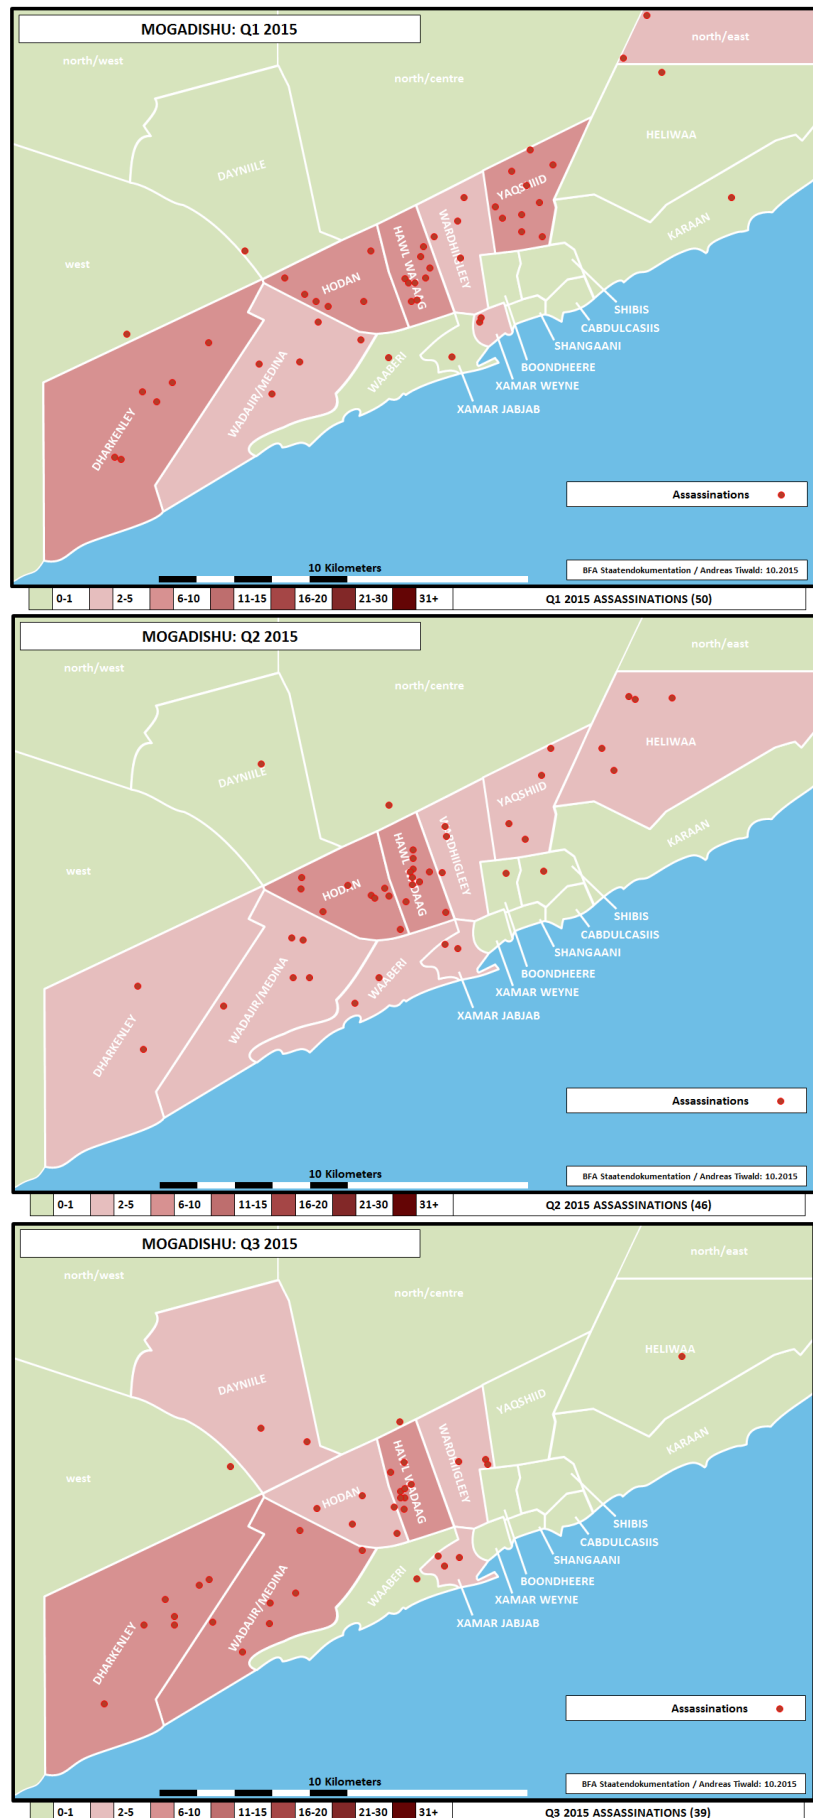 MOGADISHU: Q1 2015
north/west
north/east
north/centre
HELIWAA
DAYNIILE
YAQSHIID
WARDHIIGLEEY
KARAAN
HAWL WADAAG
west
HODAN
SHIBIS
CABDULCASIIS
SHANGAANI
BOONDHEERE
XAMAR WEYNE
XAMAR JABJAB
WAABERI
WADAJIR/MEDINA
DHARKENLEY
Assassinations
10 Kilometers
BFA Staatendokumentation / Andreas Tiwald: 10.2015
0-1 2-5 6-10 11-15 16-20 21-30 31+ Q1 2015 ASSASSINATIONS (50)
MOGADISHU: Q2 2015
north/west
north/east
north/centre
HELIWAA
DAYNIILE
YAQSHIID
WARDHIIGLEEY
KARAAN
HAWL WADAAG
west
HODAN
SHIBIS
CABDULCASIIS
SHANGAANI
BOONDHEERE
XAMAR WEYNE
XAMAR JABJAB
WAABERI
WADAJIR/MEDINA
DHARKENLEY
Assassinations
10 Kilometers
BFA Staatendokumentation / Andreas Tiwald: 10.2015
0-1 2-5 6-10 11-15 16-20 21-30 31+ Q2 2015 ASSASSINATIONS (46)
MOGADISHU: Q3 2015
north/west
north/east
north/centre
HELIWAA
DAYNIILE
YAQSHIID
WARDHIIGLEEY
KARAAN
HAWL WADAAG
west
HODAN
SHIBIS
CABDULCASIIS
SHANGAANI
BOONDHEERE
XAMAR WEYNE
XAMAR JABJAB
WAABERI
WADAJIR/MEDINA
DHARKENLEY
Assassinations
10 Kilometers
BFA Staatendokumentation / Andreas Tiwald: 10.2015
0-1 2-5 6-10 11-15 16-20 21-30 31+ Q3 2015 ASSASSINATIONS (39)